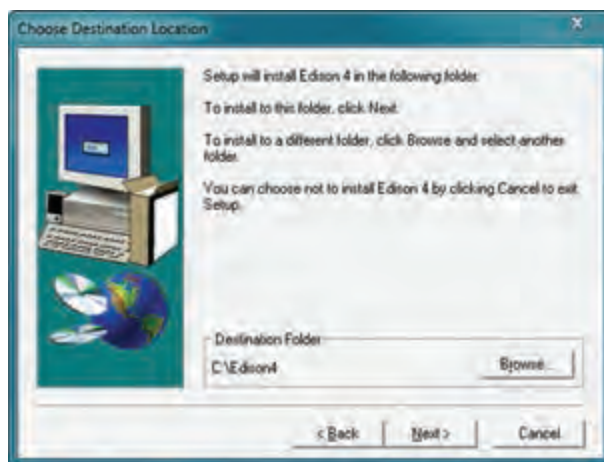 Choose Destination Location
Setup will install Edison 4 in the following folder.
To install to this folder, click Next.
To install to a different folder, click Browse and select another
folder.
You can choose not to install Edison 4 by clicking Cancel to exit
Setup.
Destination Folder
C:\Edison4
Browse...
< Back
Next >
Cancel